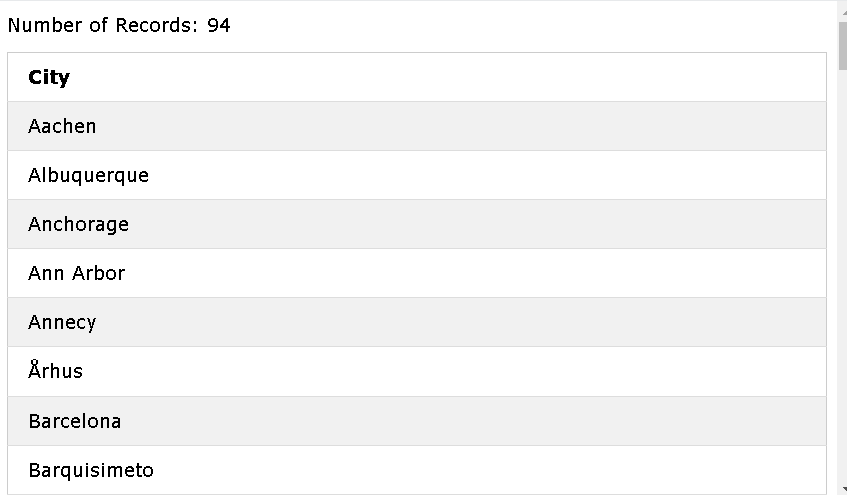 Number of Records: 94
City
Aachen
Albuquerque
Anchorage
Ann Arbor
Annecy
Århus
Barcelona
Barquisimeto